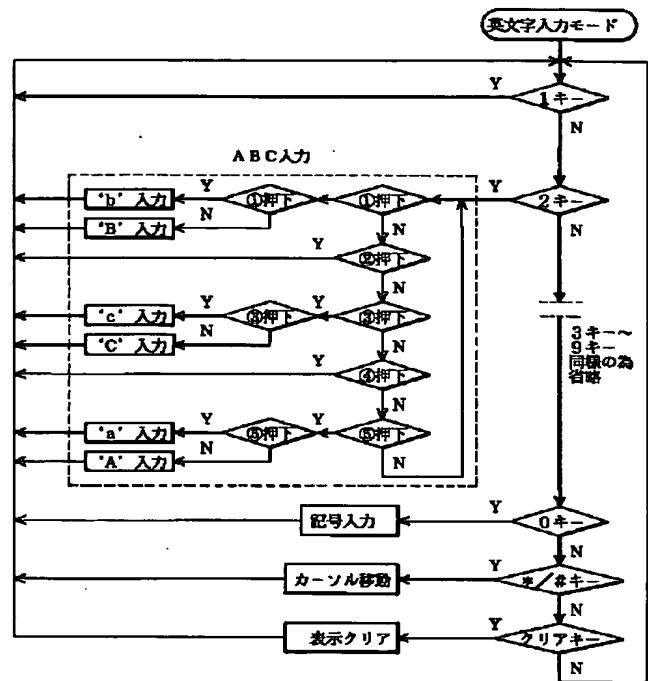 英文字入力モード
Y
1キー
N
ABC入力
'b' 入力
Y
①押下
①押下
Y
2キー
N
'B' 入力
N
N
Y
②押下
N
'c' 入力
Y
③押下
Y
③押下
'C' 入力
N
N
3キー～
9キー
同様の為
省略
Y
④押下
N
'a' 入力
Y
⑤押下
Y
⑤押下
'A' 入力
N
N
記号入力
Y
0キー
N
カーソル移動
Y
*/#キー
N
表示クリア
Y
クリアキー
N